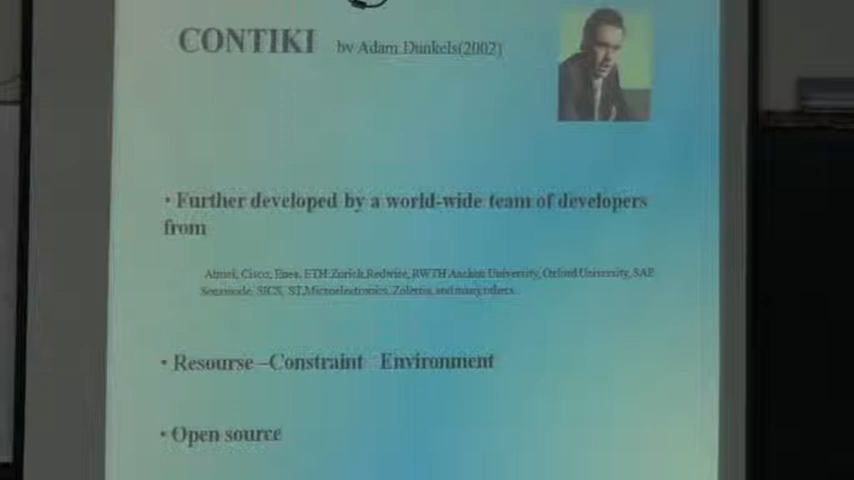 CONTIKI by Adam Dunkels(2002)
• Further developed by a world-wide team of developers
from
Atmel, Cisco, Enea, ETH Zurich,Redwire, RWTH Aachen University, Oxford University, SAP
Sensinode, SICS, ST.Microelectronics, Zolertia, and many others.
• Resourse –Constraint Environment
• Open source